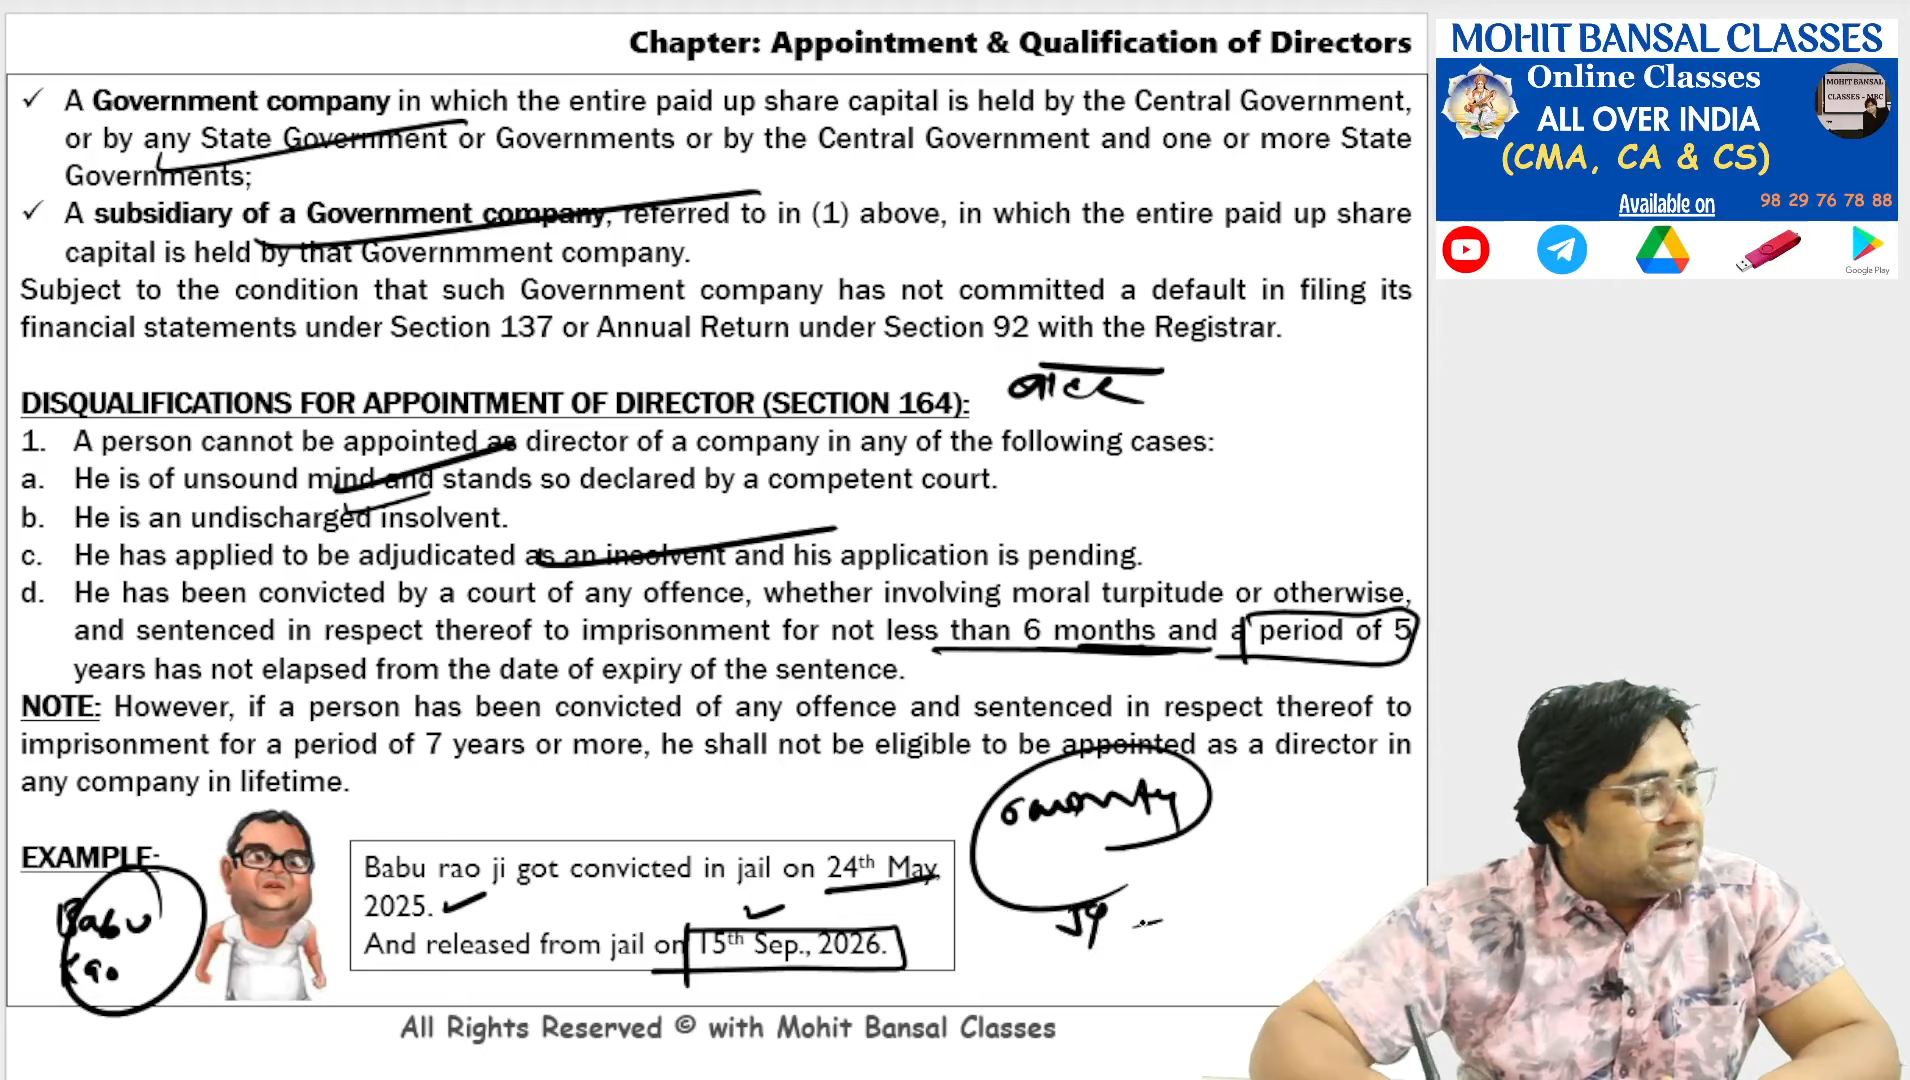 Chapter: Appointment & Qualification of Directors
✓ A Government company in which the entire paid up share capital is held by the Central Government,
or by any State Government or Governments or by the Central Government and one or more State
Governments;
✓ A subsidiary of a Government company, referred to in (1) above, in which the entire paid up share
capital is held by that Governmment company.
Subject to the condition that such Government company has not committed a default in filing its
financial statements under Section 137 or Annual Return under Section 92 with the Registrar.
DISQUALIFICATIONS FOR APPOINTMENT OF DIRECTOR (SECTION 164):
1. A person cannot be appointed as director of a company in any of the following cases:
a. He is of unsound mind and stands so declared by a competent court.
b. He is an undischarged insolvent.
c. He has applied to be adjudicated as an insolvent and his application is pending.
d. He has been convicted by a court of any offence, whether involving moral turpitude or otherwise,
and sentenced in respect thereof to imprisonment for not less than 6 months and a period of 5
years has not elapsed from the date of expiry of the sentence.
NOTE: However, if a person has been convicted of any offence and sentenced in respect thereof to
imprisonment for a period of 7 years or more, he shall not be eligible to be appointed as a director in
any company in lifetime.
EXAMPLE:
Babu
Rao
Babu rao ji got convicted in jail on 24th May,
2025.
And released from jail on 15th Sep., 2026.
All Rights Reserved © with Mohit Bansal Classes
MOHIT BANSAL CLASSES
Online Classes
ALL OVER INDIA
(CMA, CA & CS)
Available on 98 29 76 78 88
MOHIT BANSAL
CLASSES - MBC
Google Play